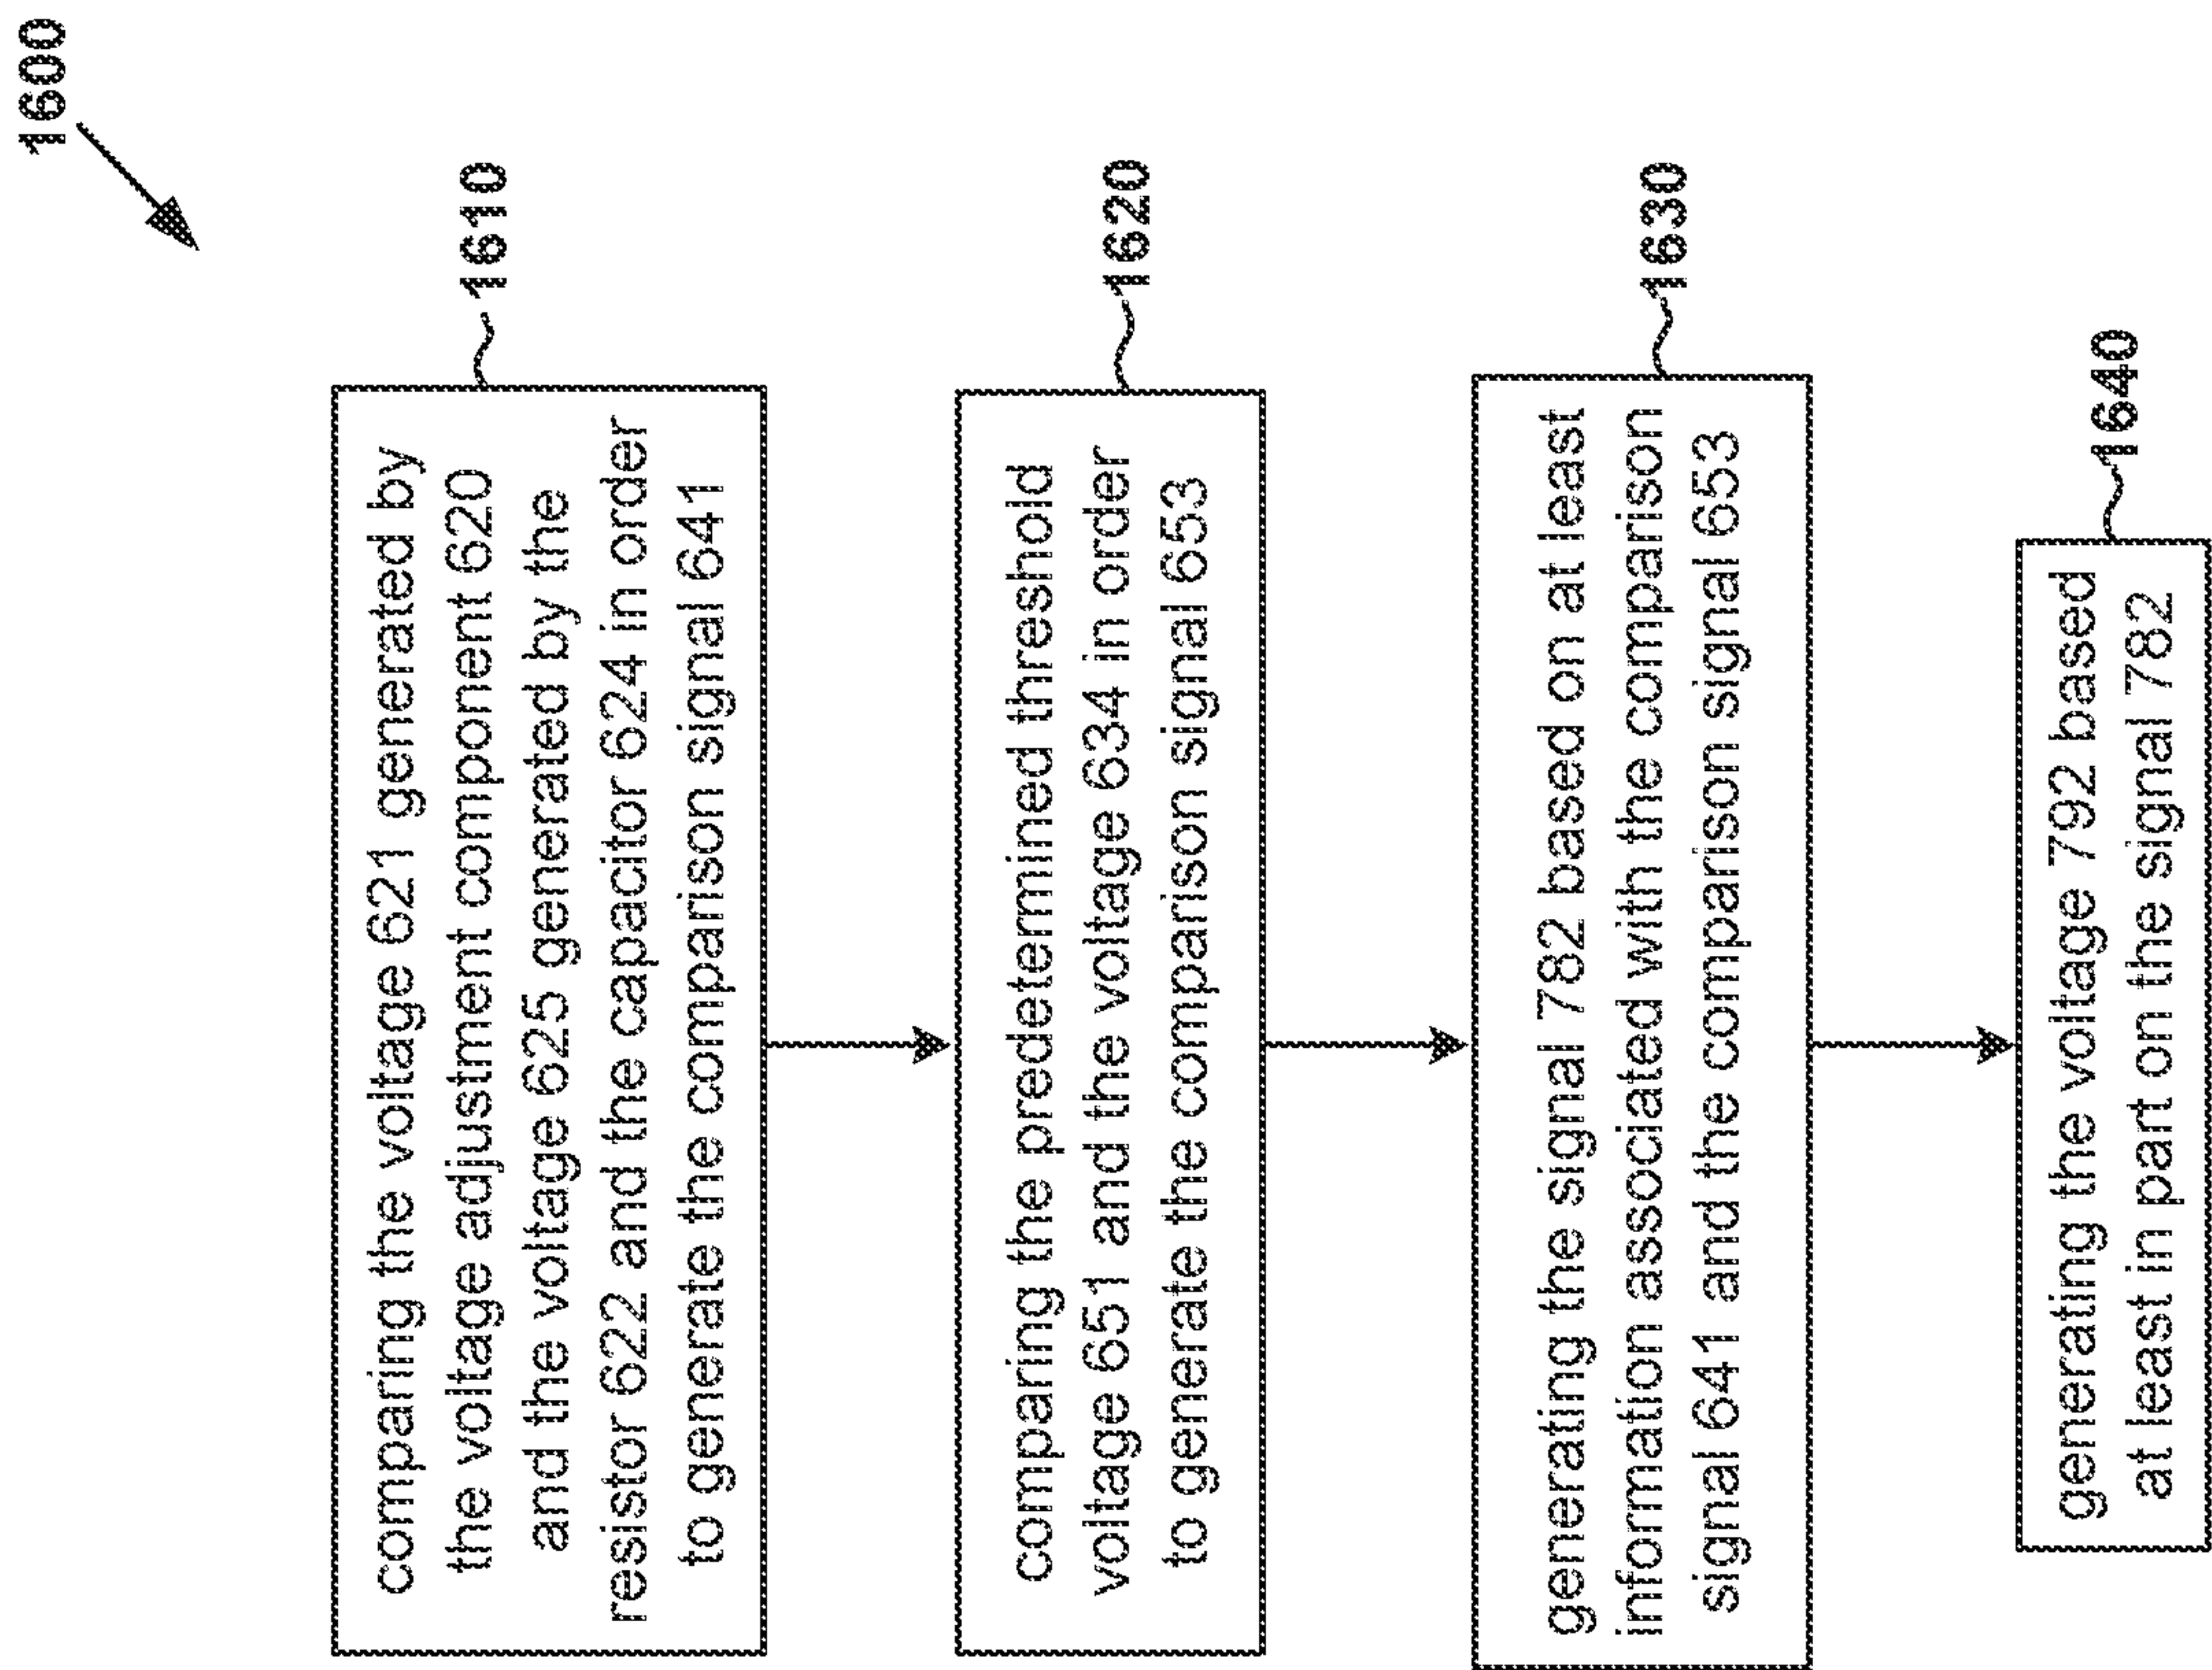 1600
comparing the voltage 621 generated by
the voltage adjustment component 620
and the voltage 625 generated by the
resistor 622 and the capacitor 624 in order
to generate the comparison signal 641
1610
comparing the predetermined threshold
voltage 651 and the voltage 634 in order
to generate the comparison signal 653
1620
generating the signal 782 based on at least
information associated with the comparison
signal 641 and the comparison signal 653
1630
generating the voltage 792 based
at least in part on the signal 782
1640